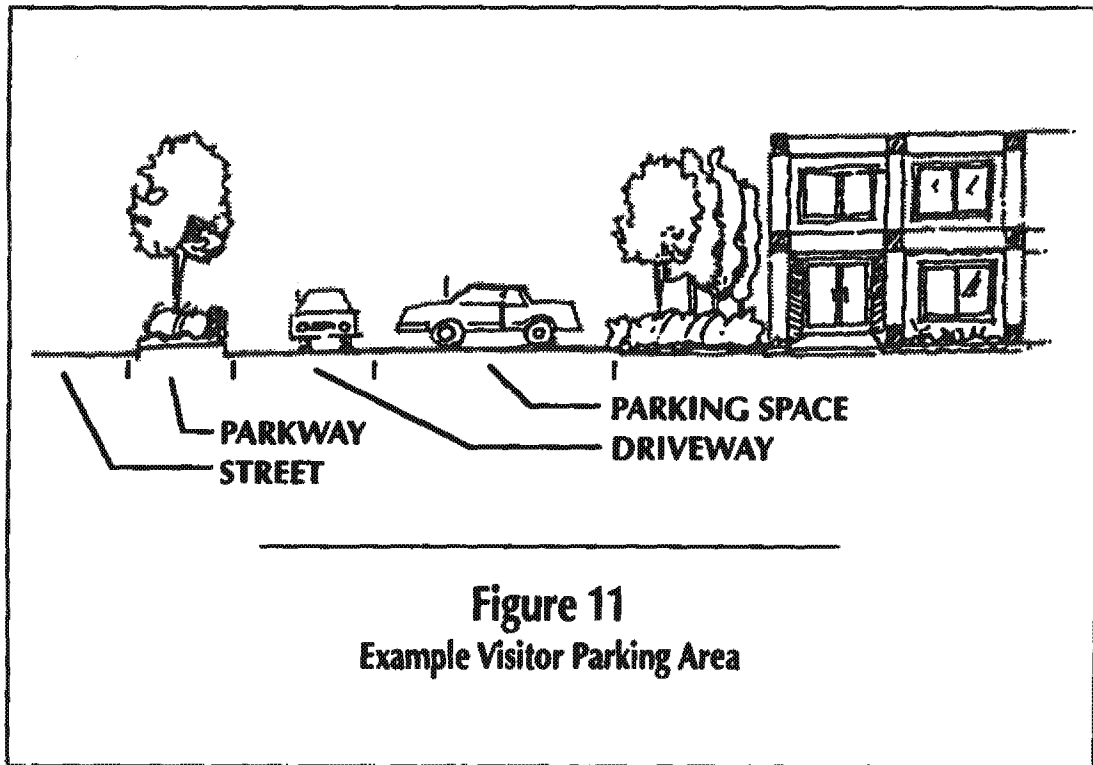 PARKING SPACE
PARKWAY
DRIVEWAY
STREET
Figure 11
Example Visitor Parking Area